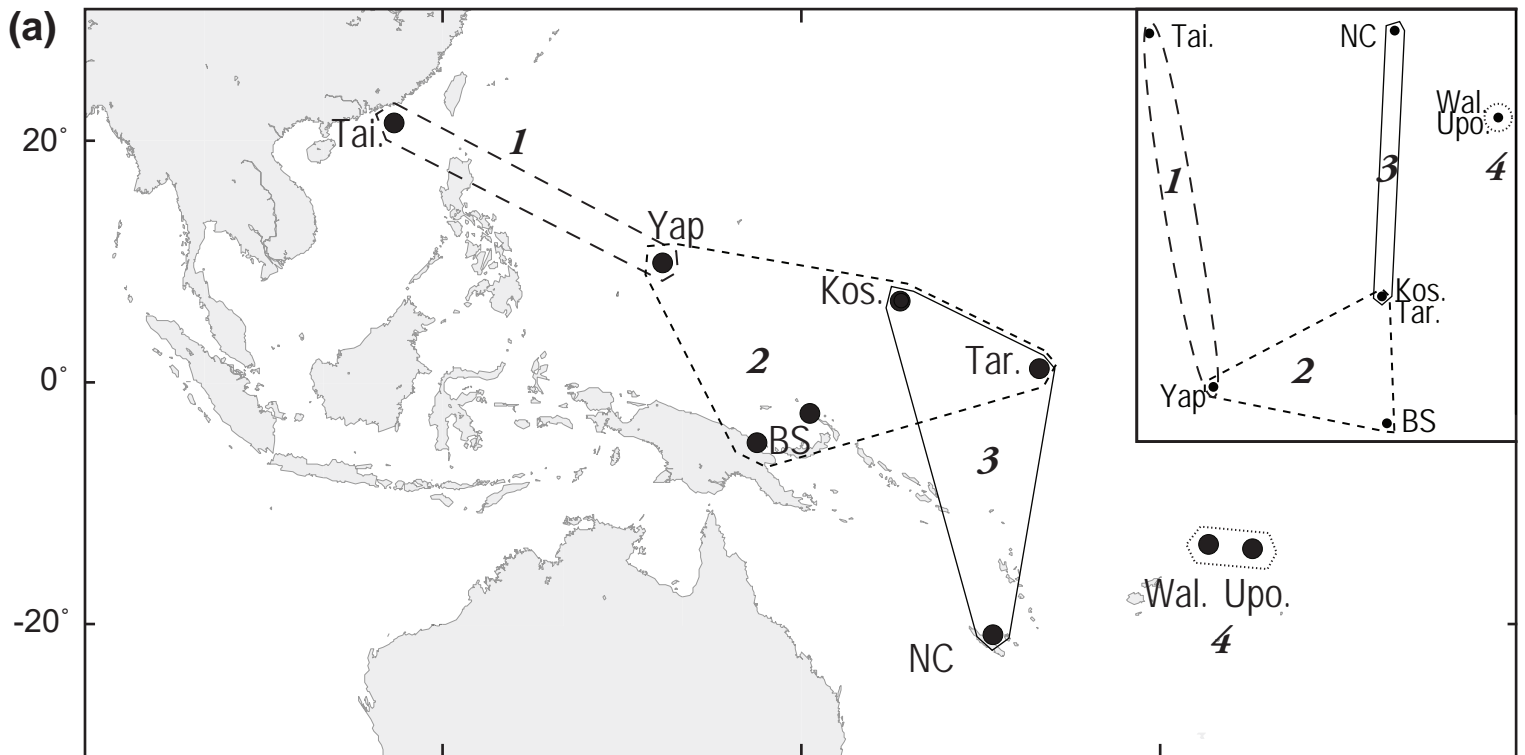 (a)
20°
0°
-20°
Tai.
1
Yap
Kos.
2
Tar.
BS
3
NC
Wal. Upo.
4
Tai.
NC
Wal.
Upo.
1
3
4
Kos.
Tar.
2
Yap
BS